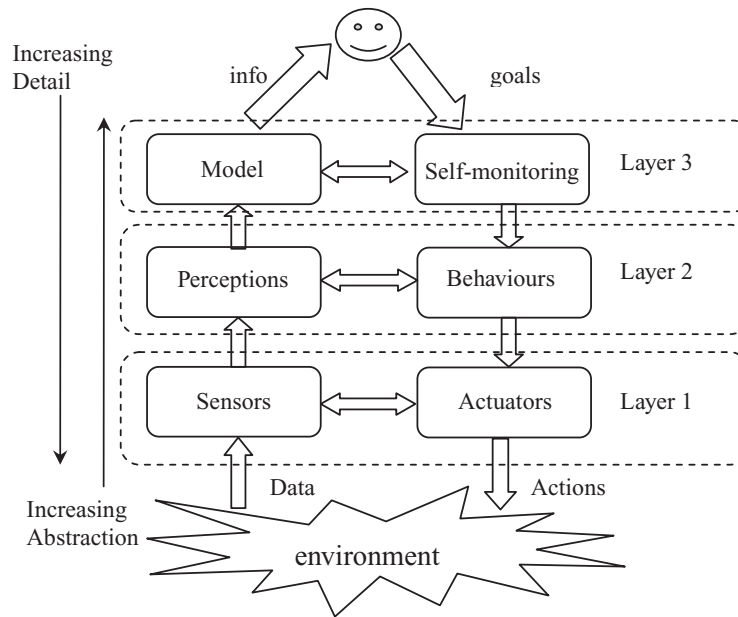 Increasing
Detail
info
goals
Model
Self-monitoring
Layer 3
Perceptions
Behaviours
Layer 2
Sensors
Actuators
Layer 1
Data
Actions
Increasing
Abstraction
environment